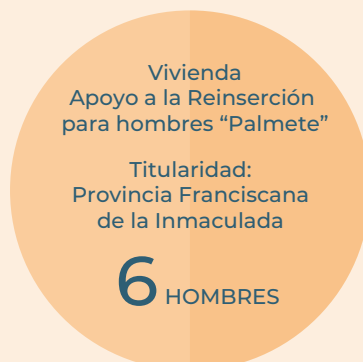 Vivienda
Apoyo a la Reinserción
para hombres “Palmete”
Titularidad:
Provincia Franciscana
de la Inmaculada
6 HOMBRES